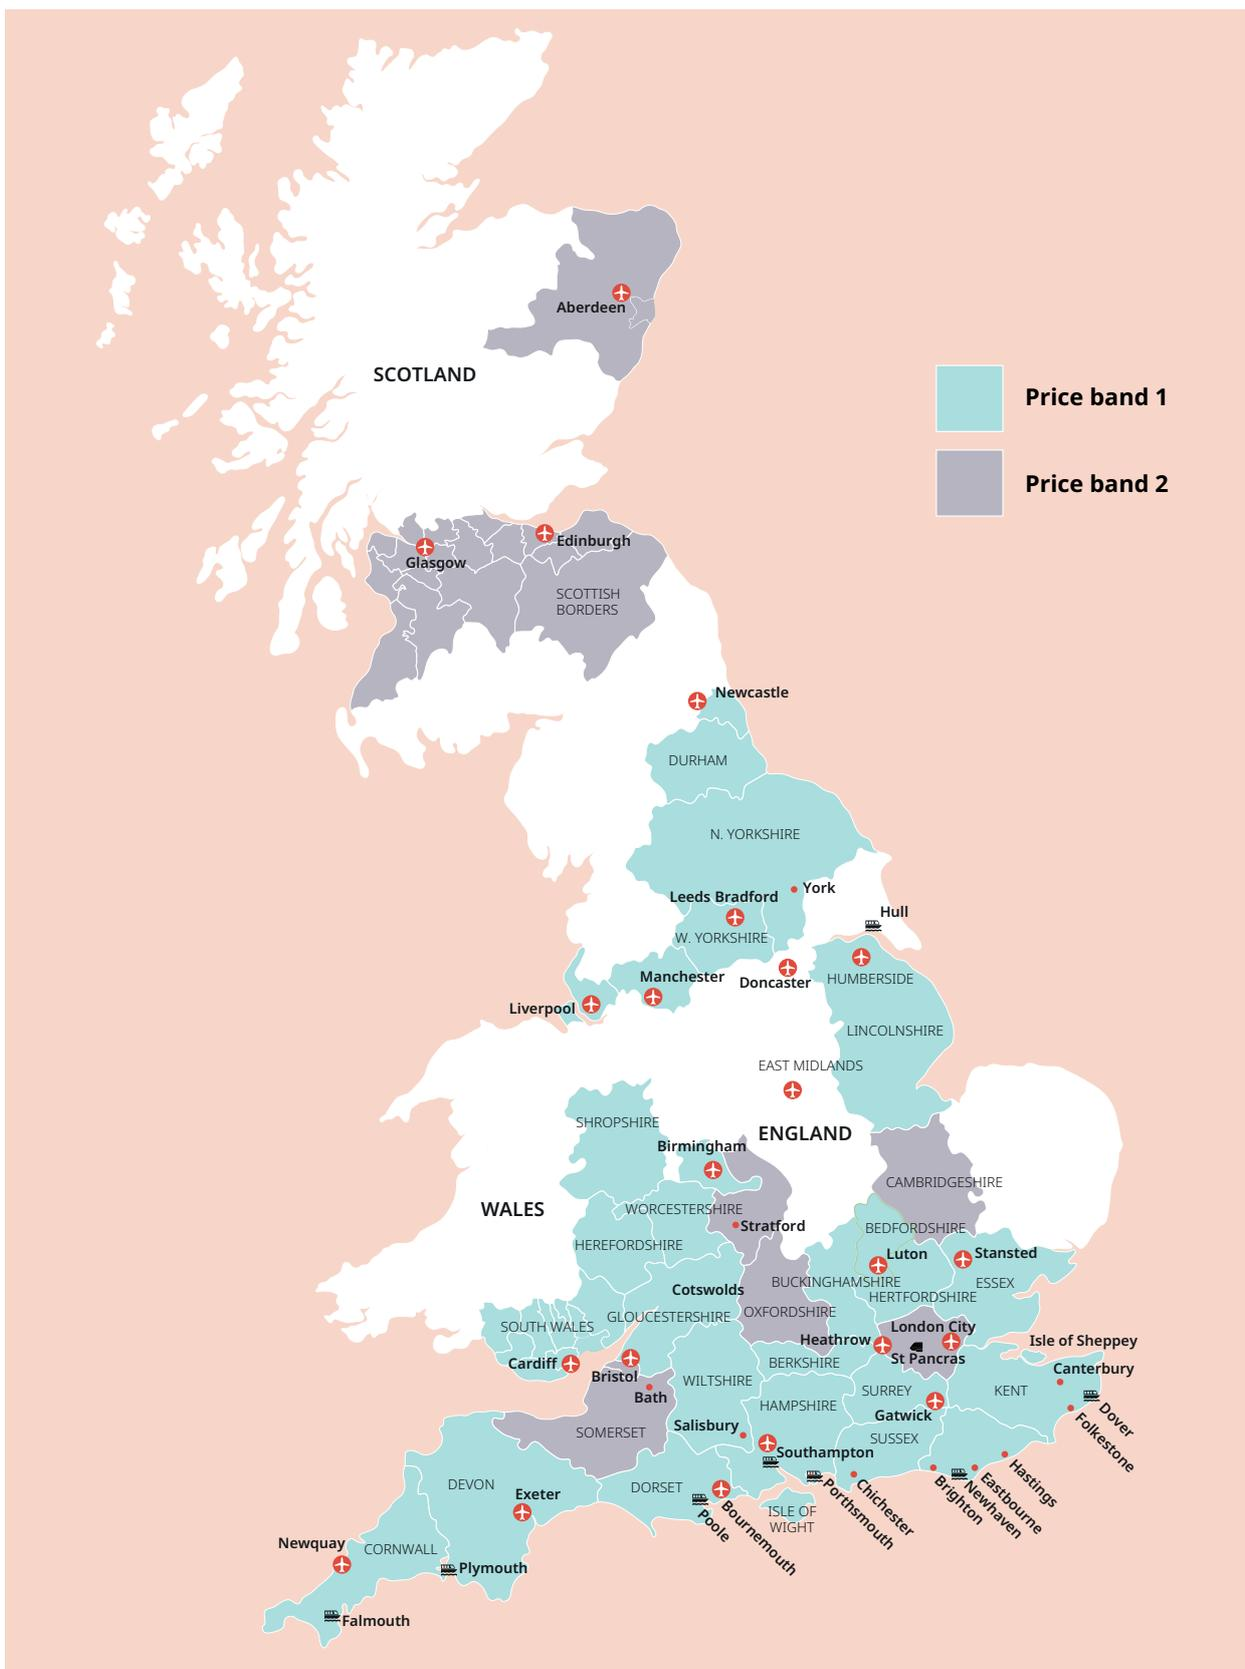 Aberdeen
SCOTLAND
Price band 1
Price band 2
Edinburgh
Glasgow
SCOTTISH
BORDERS
Newcastle
DURHAM
N. YORKSHIRE
York
Leeds Bradford
Hull
W. YORKSHIRE
Manchester
Doncaster
HUMBERSIDE
Liverpool
LINCOLNSHIRE
EAST MIDLANDS
SHROPSHIRE
ENGLAND
Birmingham
CAMBRIDGESHIRE
WALES
WORCESTERSHIRE
Stratford
BEDFORDSHIRE
HEREFORDSHIRE
Luton
Stansted
Cotswolds
BUCKINGHAMSHIRE
ESSEX
HERTFORDSHIRE
OXFORDSHIRE
GLOUCESTERSHIRE
SOUTH WALES
London City
Heathrow
Isle of Sheppey
St Pancras
Cardiff
BERKSHIRE
Canterbury
Bristol
WILTSHIRE
SURREY
KENT
Bath
HAMPSHIRE
Gatwick
Dover
Folkestone
Salisbury
SOMERSET
SUSSEX
Southampton
Hastings
Eastbourne
Newhaven
Brighton
Chichester
Porthsmouth
DEVON
DORSET
Exeter
Poole
Bournemouth
ISLE OF
WIGHT
Newquay
CORNWALL
Plymouth
Falmouth